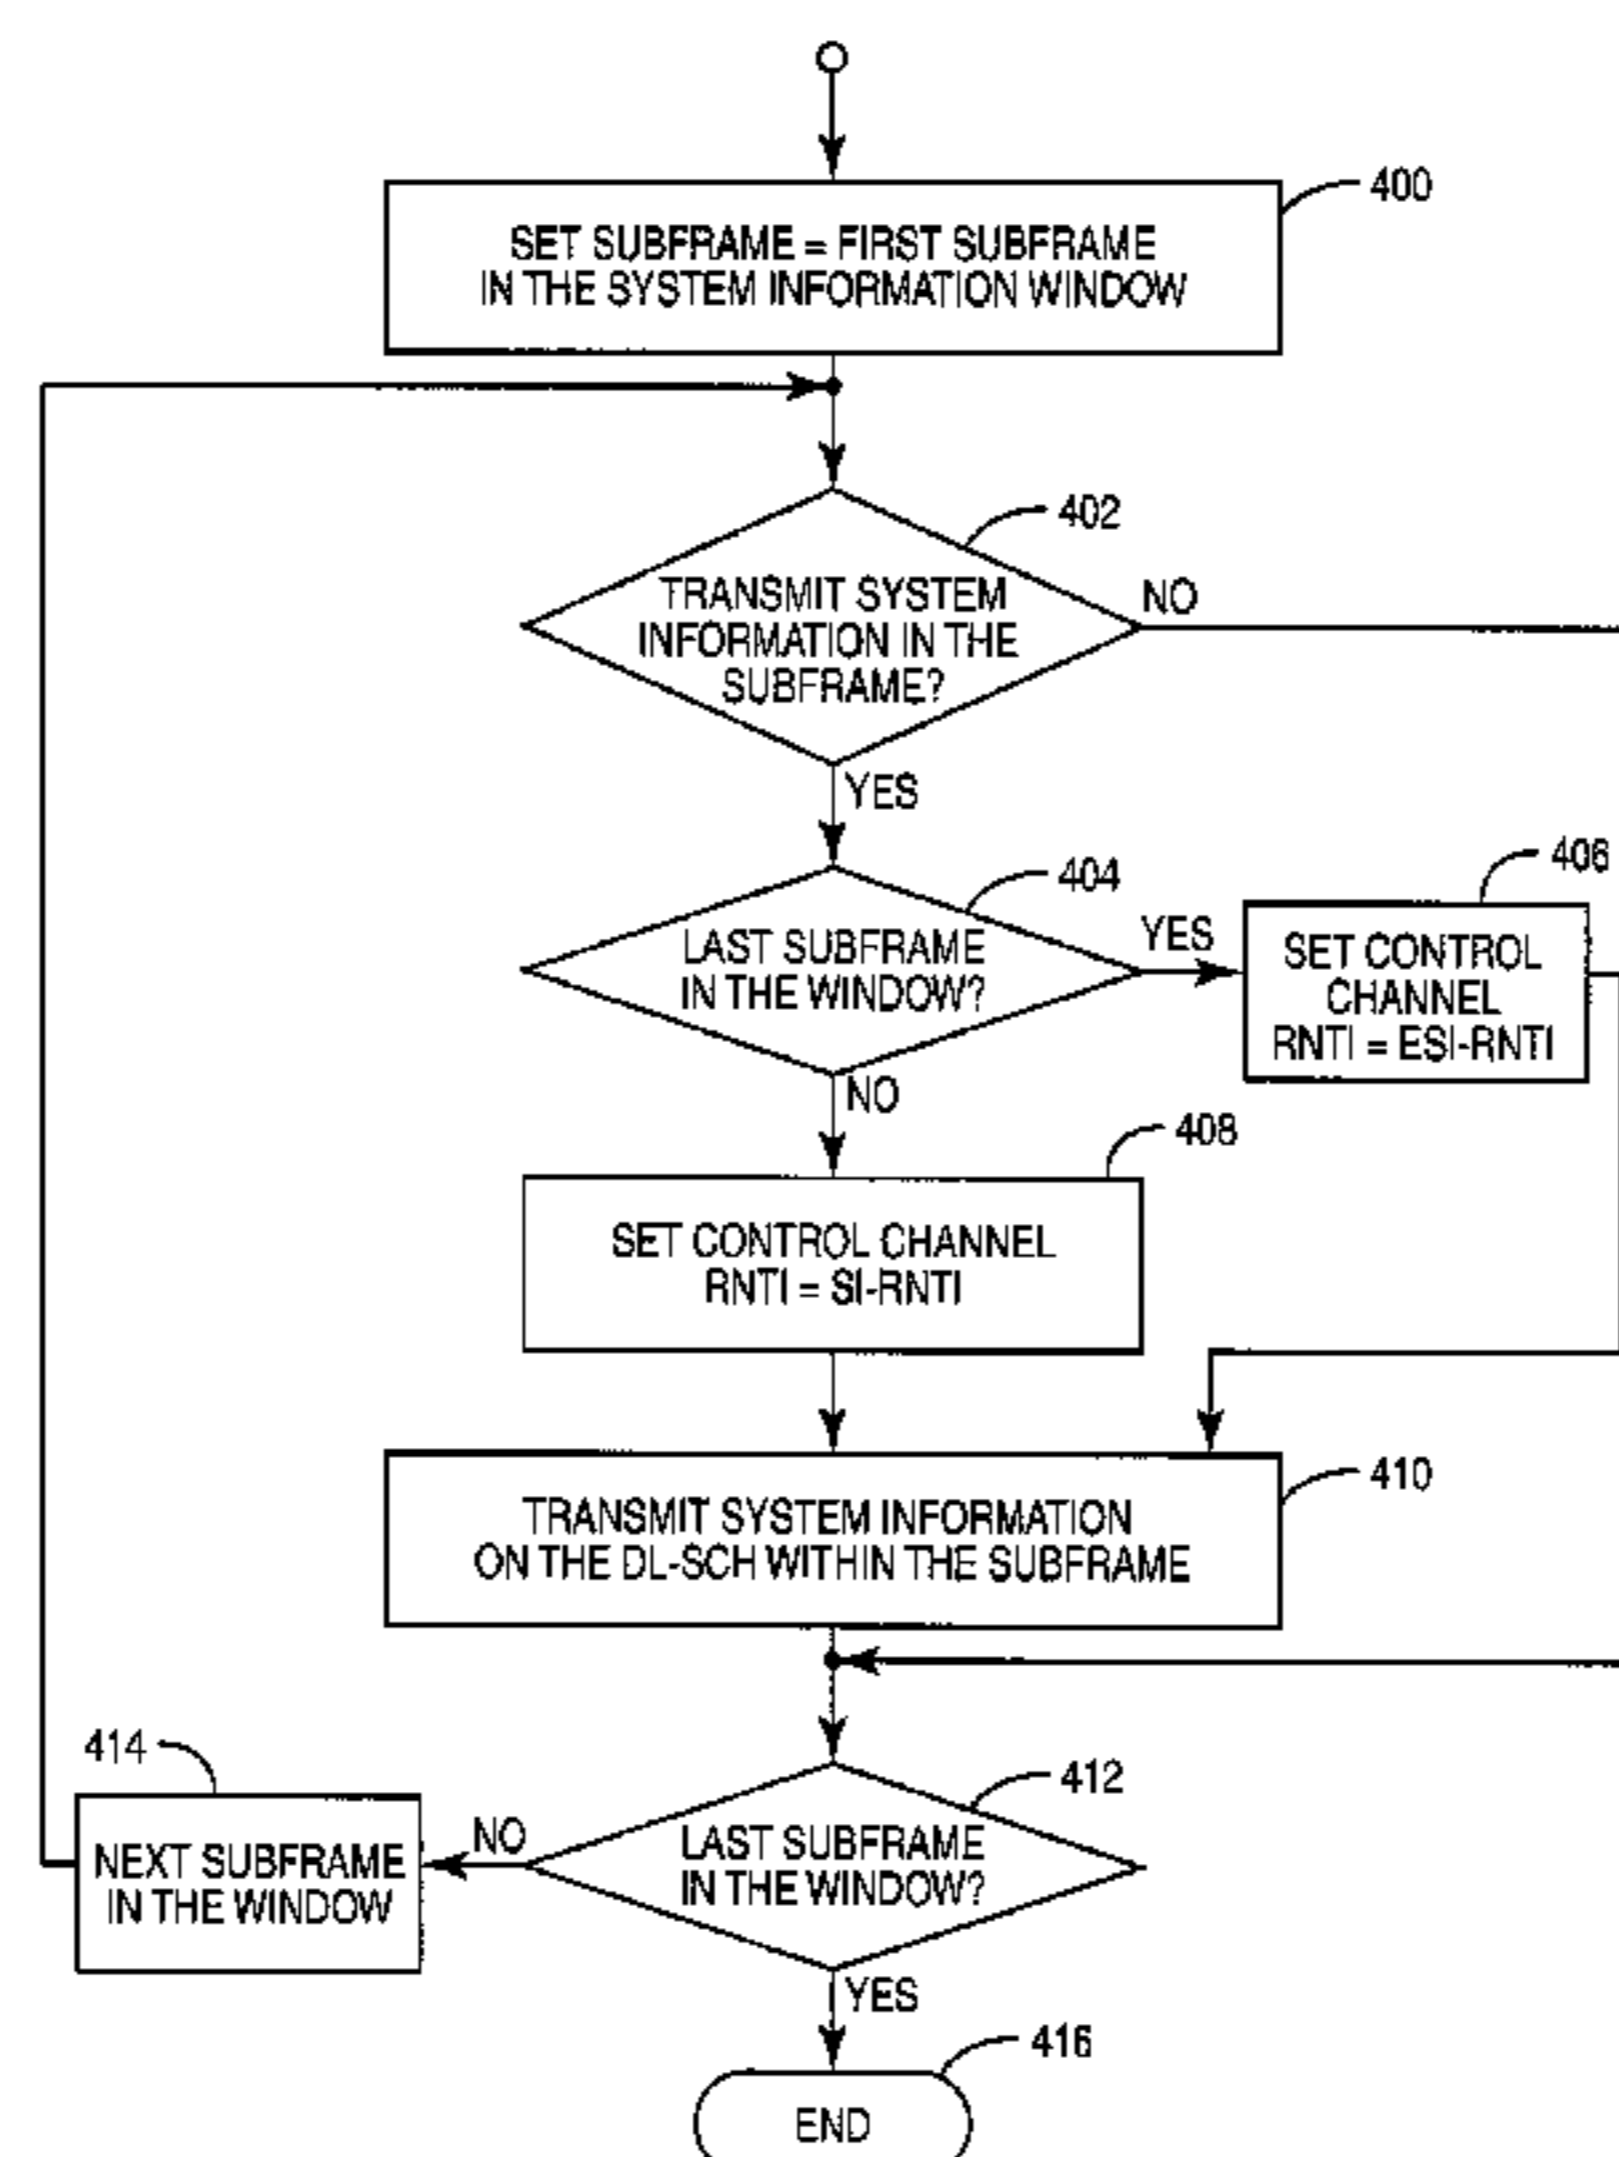 400
SET SUBFRAME = FIRST SUBFRAME
IN THE SYSTEM INFORMATION WINDOW
402
TRANSMIT SYSTEM
INFORMATION IN THE
SUBFRAME?
NO
YES
404
LAST SUBFRAME
IN THE WINDOW?
YES
406
SET CONTROL
CHANNEL
RNTI = ESI-RNTI
NO
408
SET CONTROL CHANNEL
RNTI = SI-RNTI
410
TRANSMIT SYSTEM INFORMATION
ON THE DL-SCH WITHIN THE SUBFRAME
412
LAST SUBFRAME
IN THE WINDOW?
NO
414
NEXT SUBFRAME
IN THE WINDOW
YES
416
END